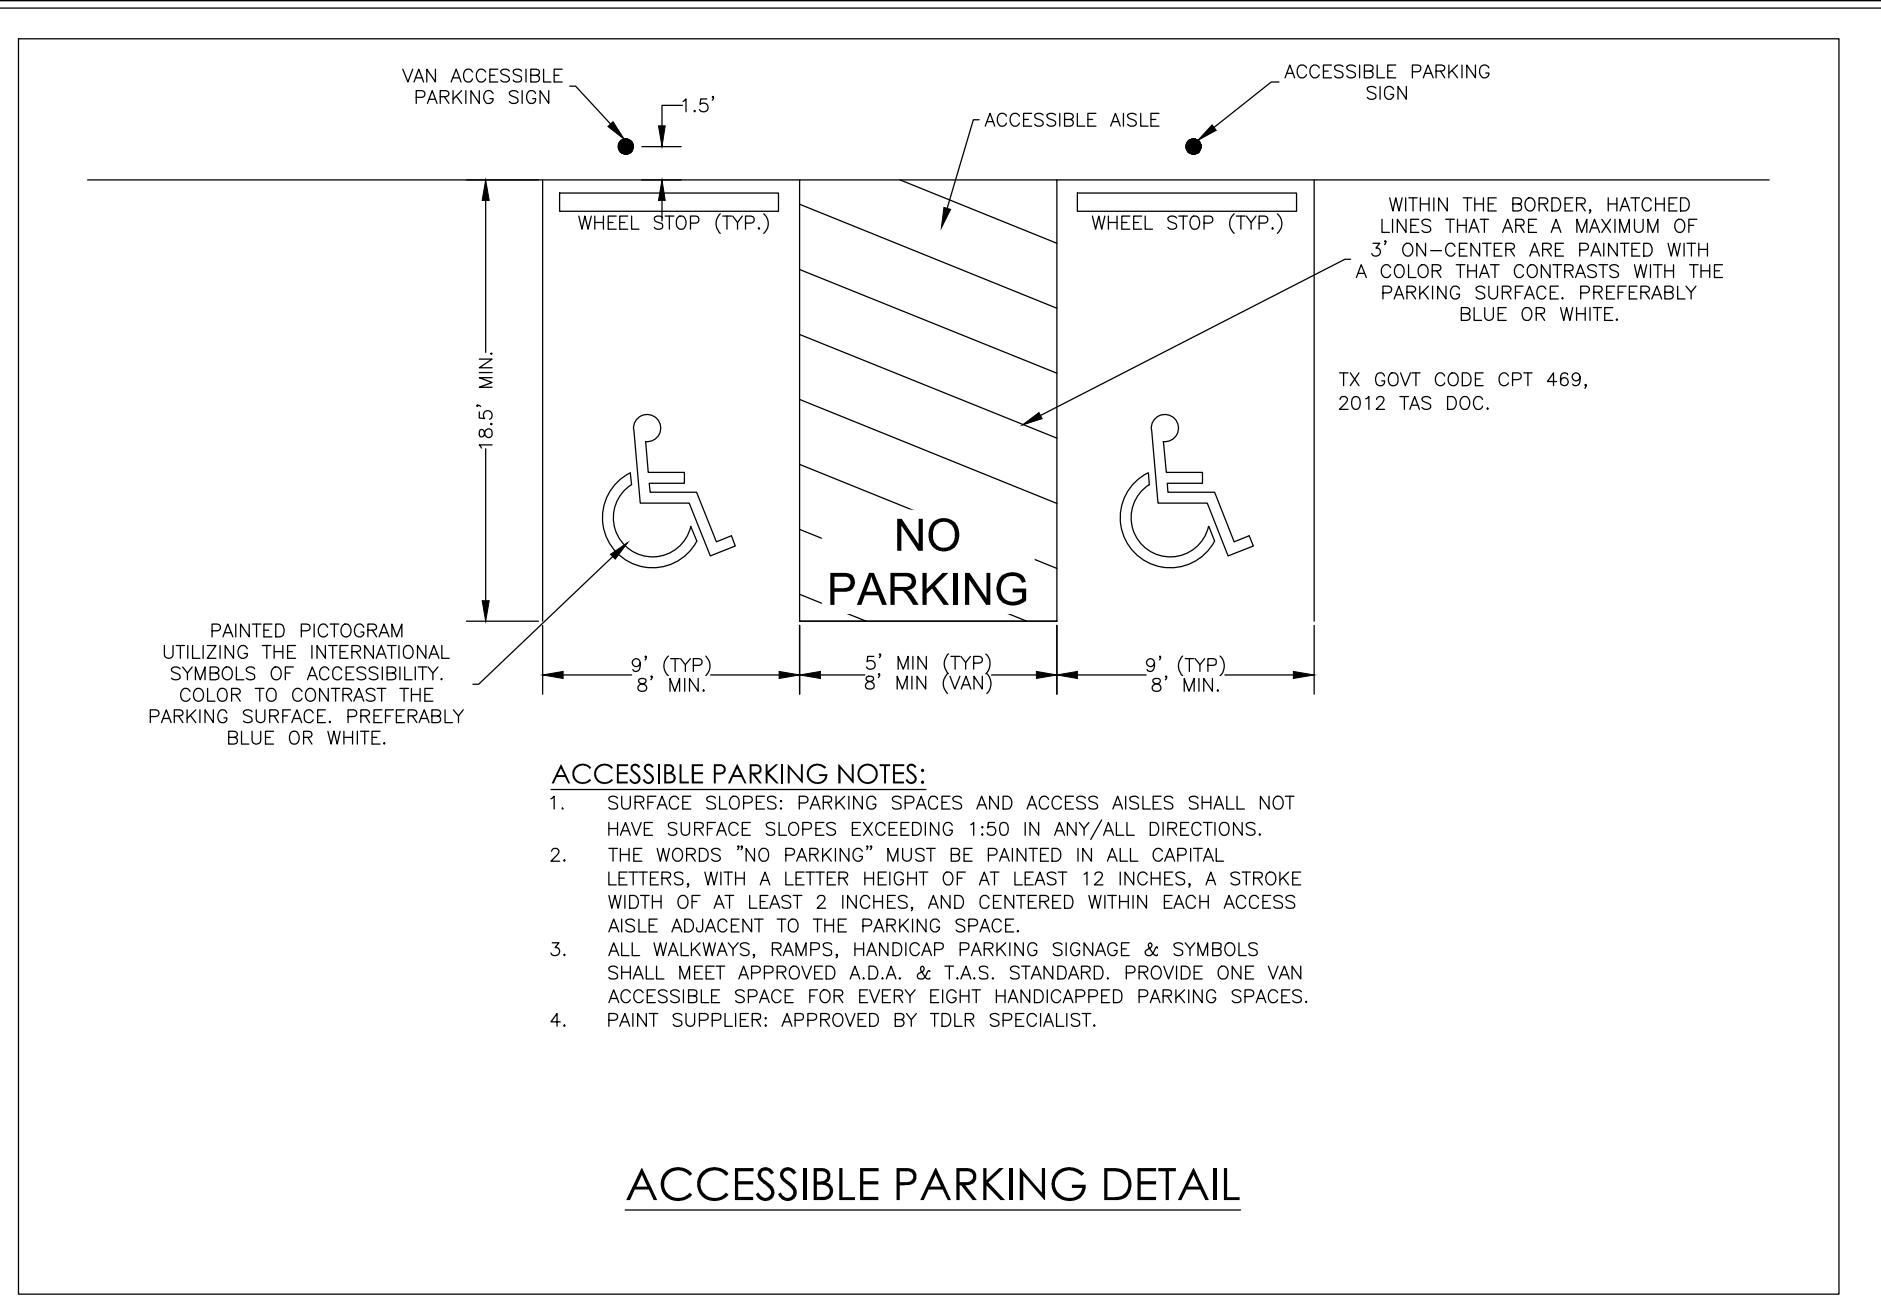 VAN ACCESSIBLE
PARKING SIGN
1.5'
ACCESSIBLE AISLE
ACCESSIBLE PARKING
SIGN
WHEEL STOP (TYP.)
WHEEL STOP (TYP.)
WITHIN THE BORDER, HATCHED
LINES THAT ARE A MAXIMUM OF
3' ON-CENTER ARE PAINTED WITH
A COLOR THAT CONTRASTS WITH THE
PARKING SURFACE. PREFERABLY
BLUE OR WHITE.
TX GOVT CODE CPT 469,
2012 TAS DOC.
18.5' MIN.
NO
PARKING
PAINTED PICTOGRAM
UTILIZING THE INTERNATIONAL
SYMBOLS OF ACCESSIBILITY.
COLOR TO CONTRAST THE
PARKING SURFACE. PREFERABLY
BLUE OR WHITE.
9' (TYP)
8' MIN.
5' MIN (TYP)
8' MIN (VAN)
9' (TYP)
8' MIN.
ACCESSIBLE PARKING NOTES:
1. SURFACE SLOPES: PARKING SPACES AND ACCESS AISLES SHALL NOT
HAVE SURFACE SLOPES EXCEEDING 1:50 IN ANY/ALL DIRECTIONS.
2. THE WORDS "NO PARKING" MUST BE PAINTED IN ALL CAPITAL
LETTERS, WITH A LETTER HEIGHT OF AT LEAST 12 INCHES, A STROKE
WIDTH OF AT LEAST 2 INCHES, AND CENTERED WITHIN EACH ACCESS
AISLE ADJACENT TO THE PARKING SPACE.
3. ALL WALKWAYS, RAMPS, HANDICAP PARKING SIGNAGE & SYMBOLS
SHALL MEET APPROVED A.D.A. & T.A.S. STANDARD. PROVIDE ONE VAN
ACCESSIBLE SPACE FOR EVERY EIGHT HANDICAPPED PARKING SPACES.
4. PAINT SUPPLIER: APPROVED BY TDLR SPECIALIST.
ACCESSIBLE PARKING DETAIL